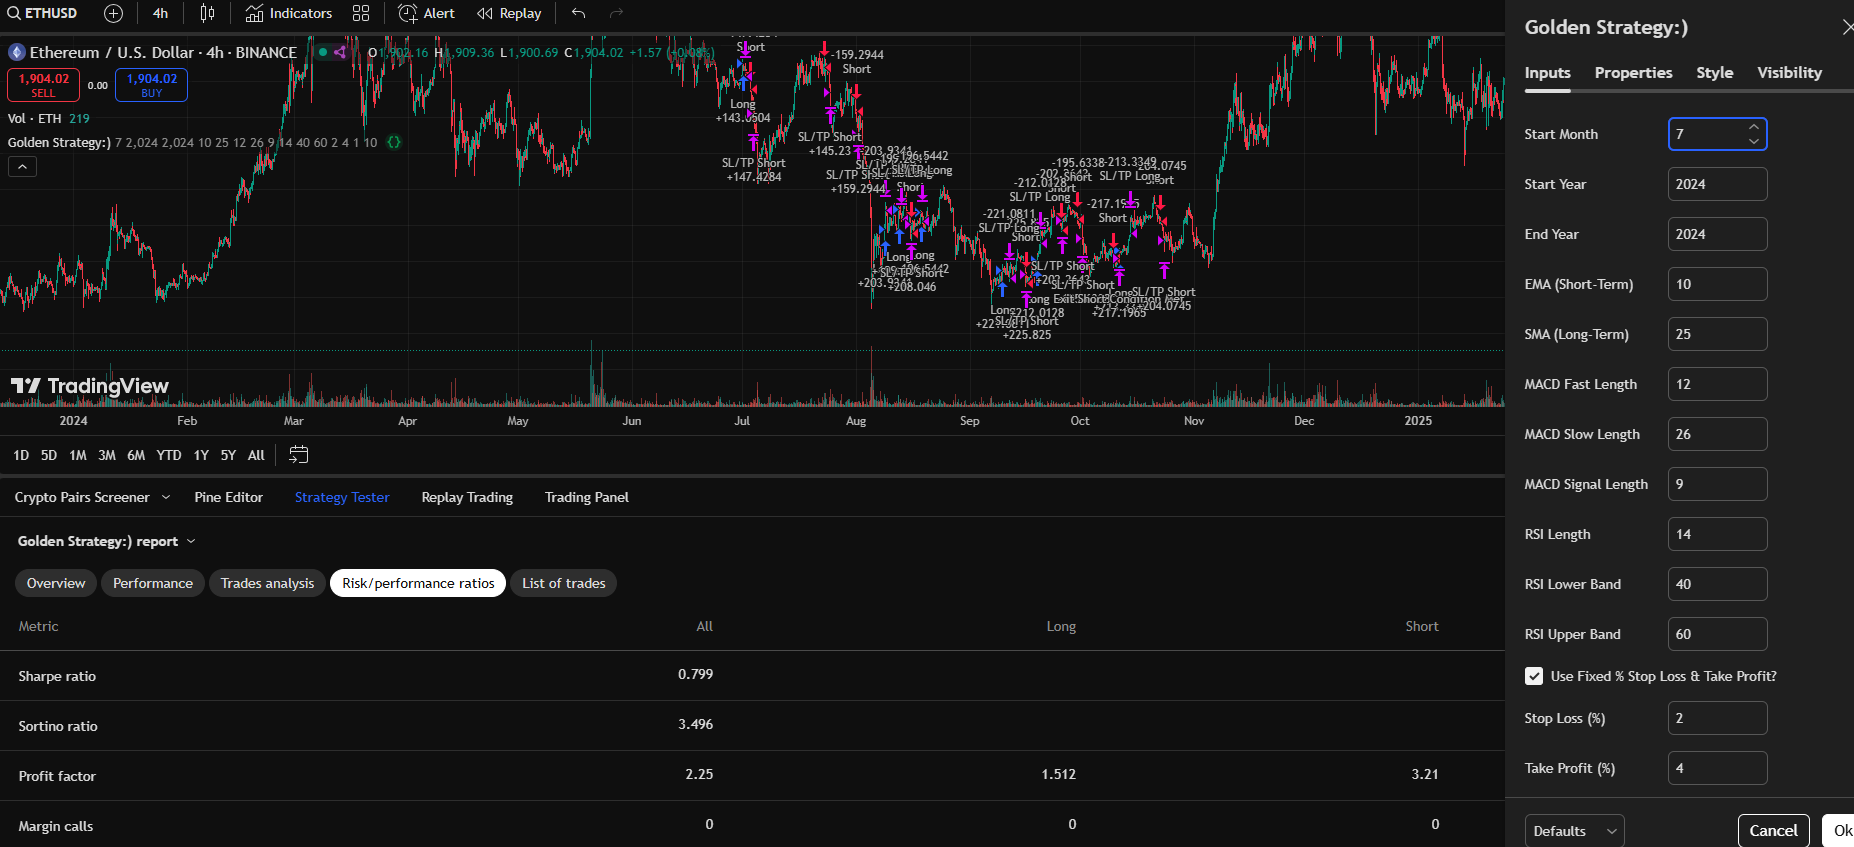 ETHUSD 4h Indicators Alert Replay
Ethereum / U.S. Dollar · 4h · BINANCE O1,902.16 H1,909.36 L1,900.69 C1,904.02 +1.57 (+0.08%)
1,904.02 0.00 1,904.02
SELL BUY
Vol · ETH 219
Golden Strategy:) 7 2,024 2,024 10 25 12 26 9 14 40 60 2 4 1 10 {}
Short
-159.2944
Short
Long
+143.0504
SL/TP Short
+145.23
SL/TP Short
+147.4284
+159.2944
-203.9341
-196.5442
SL/TP Long
Short
Long
+203.9341
+208.046
-195.6338
-213.3349
SL/TP Long
204.0745
Short
-212.0128
SL/TP Long
-217.1965
Short
-221.0811
SL/TP Long
Short
SL/TP Short
SL/TP Short
SL/TP Short
+204.0745
+212.0128
+217.1965
Long
SL/TP Short
+225.825
TradingView
2024 Feb Mar Apr May Jun Jul Aug Sep Oct Nov Dec 2025
1D 5D 1M 3M 6M YTD 1Y 5Y All
Crypto Pairs Screener Pine Editor Strategy Tester Replay Trading Trading Panel
Golden Strategy:) report
Overview Performance Trades analysis Risk/performance ratios List of trades
Metric All Long Short
Sharpe ratio 0.799
Sortino ratio 3.496
Profit factor 2.25 1.512 3.21
Margin calls 0 0 0
Golden Strategy:)
Inputs Properties Style Visibility
Start Month 7
Start Year 2024
End Year 2024
EMA (Short-Term) 10
SMA (Long-Term) 25
MACD Fast Length 12
MACD Slow Length 26
MACD Signal Length 9
RSI Length 14
RSI Lower Band 40
RSI Upper Band 60
Use Fixed % Stop Loss & Take Profit?
Stop Loss (%) 2
Take Profit (%) 4
Defaults Cancel Ok